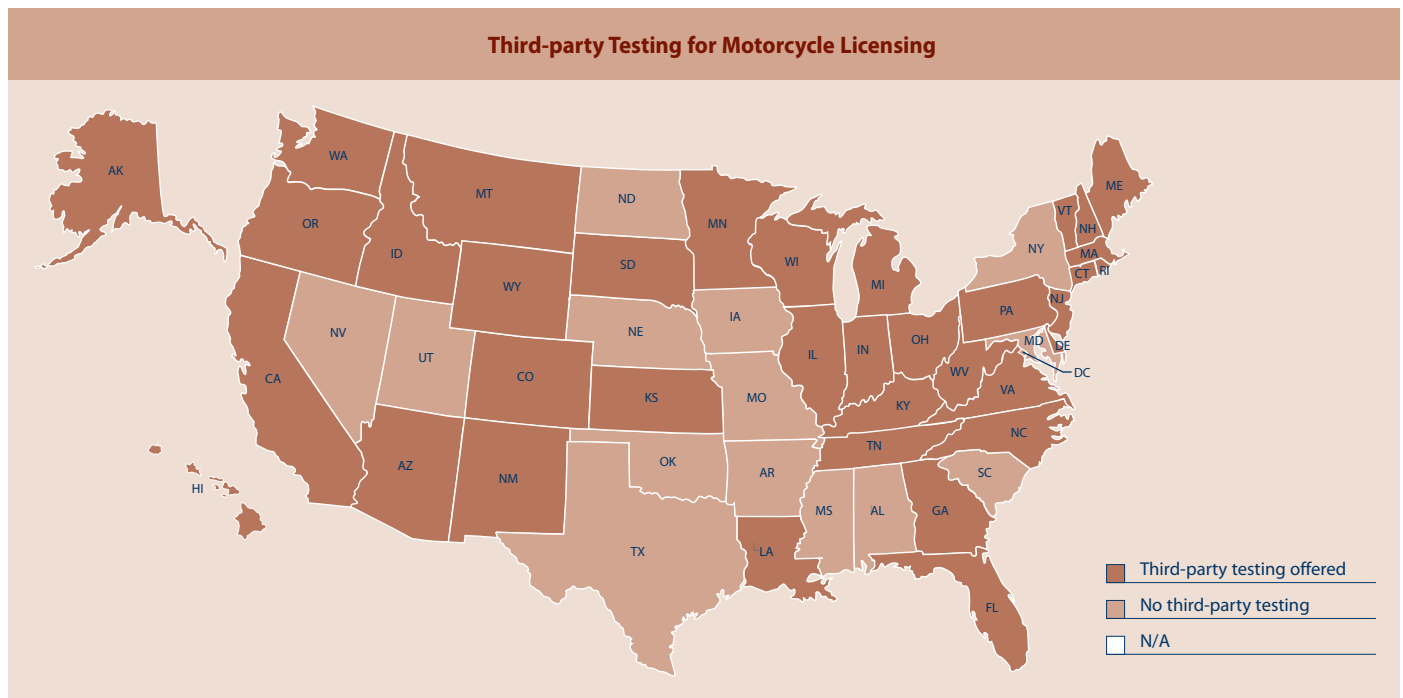 Third-party Testing for Motorcycle Licensing
AK
WA
MT
ND
MN
ME
VT
NH
OR
ID
SD
WI
NY
MA
CT
RI
WY
MI
NJ
PA
IA
NV
UT
NE
OH
MD
DE
IL
IN
WV
DC
CA
CO
KS
MO
VA
KY
NC
TN
AZ
NM
OK
AR
SC
HI
MS
AL
GA
TX
LA
FL
Third-party testing offered
No third-party testing
N/A